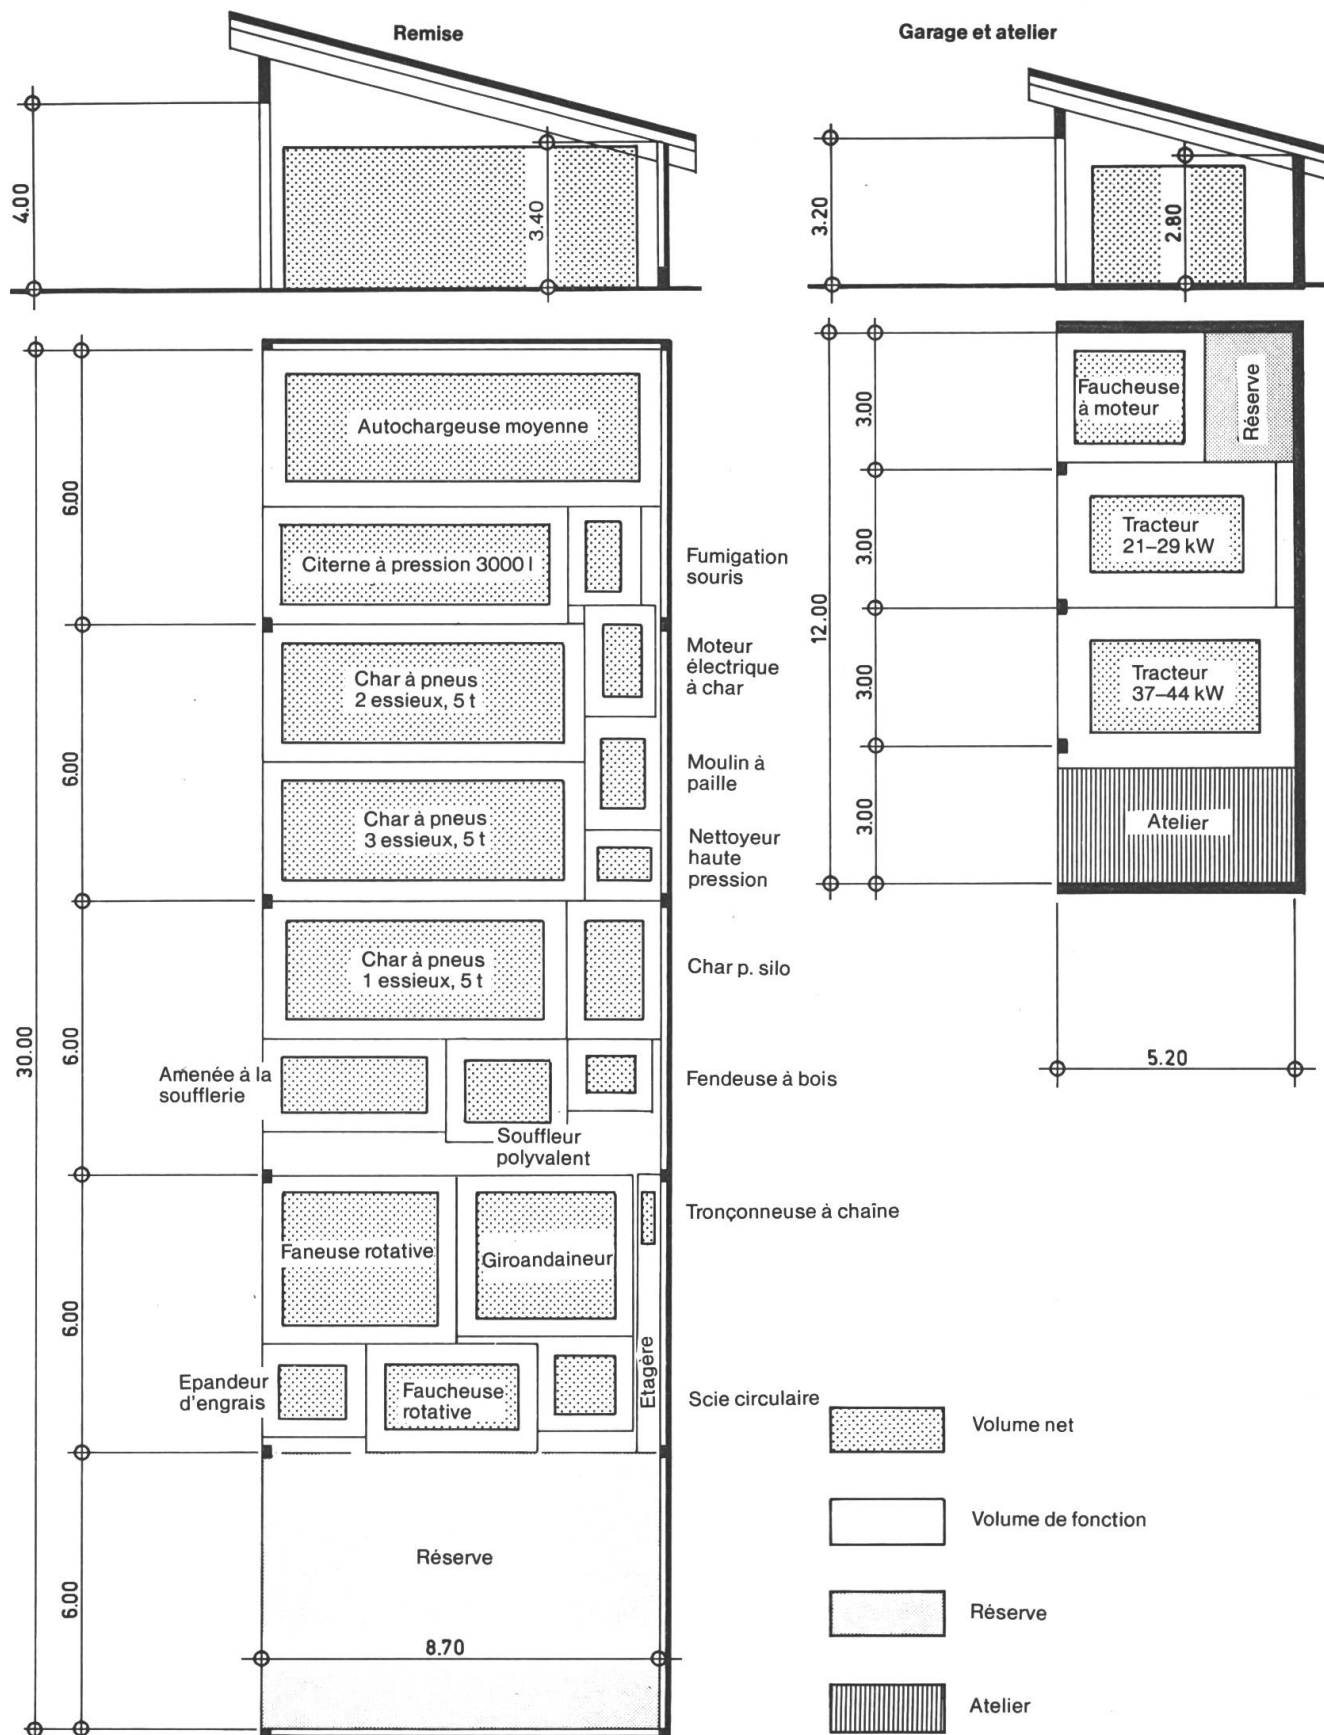 Remise
4.00
3.40
Garage et atelier
3.20
2.80
30.00
6.00
6.00
6.00
6.00
6.00
Autochargeuse moyenne
Citerne à pression 3000 l
Fumigation
souris
Char à pneus
2 essieux, 5 t
Moteur
électrique
à char
Moulin à
paille
Char à pneus
3 essieux, 5 t
Nettoyeur
haute
pression
Char à pneus
1 essieux, 5 t
Char p. silo
Amenée à la
soufflerie
Souffleur
polyvalent
Fendeuse à bois
Faneuse rotative
Giroandaineur
Tronçonneuse à chaîne
Etagère
Epandeur
d'engrais
Faucheuse
rotative
Scie circulaire
Réserve
8.70
12.00
3.00
3.00
3.00
3.00
Faucheuse
à moteur
Réserve
Tracteur
21–29 kW
Tracteur
37–44 kW
Atelier
5.20
Volume net
Volume de fonction
Réserve
Atelier